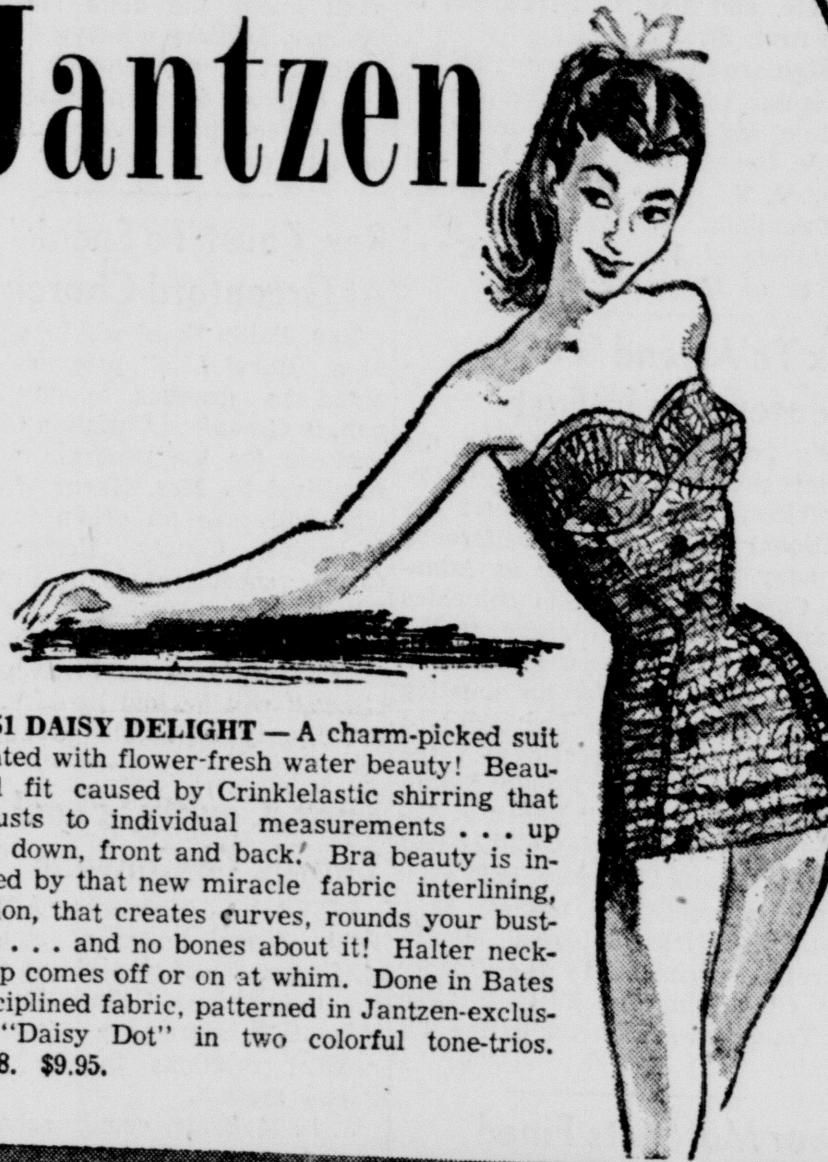 Jantzen
51 DAISY DELIGHT — A charm-picked suit
ated with flower-fresh water beauty! Beau-
l fit caused by Crinklelastic shirring that
usts to individual measurements . . . up
down, front and back. Bra beauty is in-
ed by that new miracle fabric interlining,
on, that creates curves, rounds your bust-
. . . and no bones about it! Halter neck-
p comes off or on at whim. Done in Bates
ciplined fabric, patterned in Jantzen-exclus-
"Daisy Dot" in two colorful tone-trios.
8. $9.95.